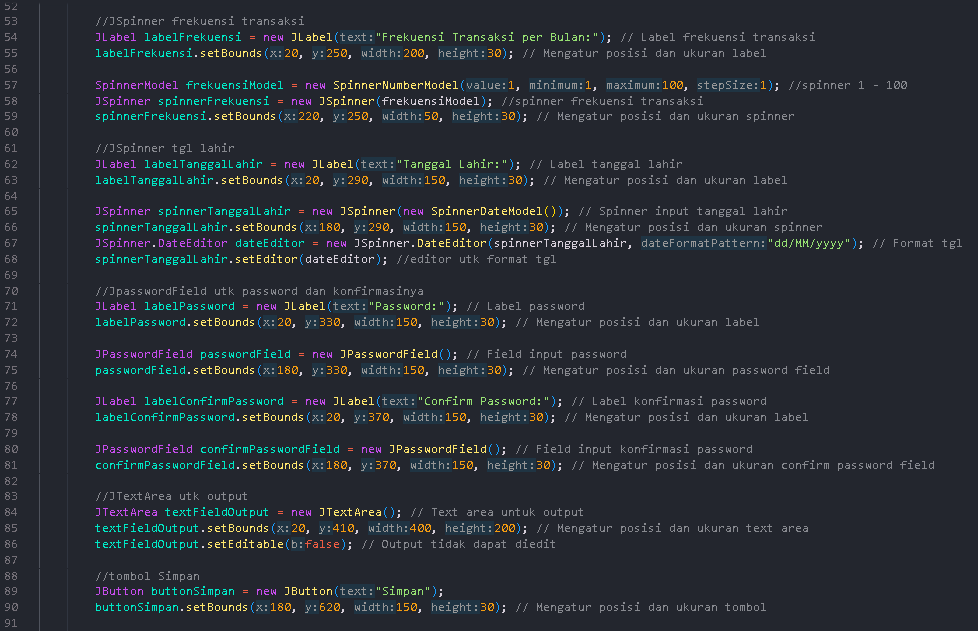 52
53 //JSpinner frekuensi transaksi
54 JLabel labelFrekuensi = new JLabel(text:"Frekuensi Transaksi per Bulan:"); // Label frekuensi transaksi
55 labelFrekuensi.setBounds(x:20, y:250, width:200, height:30); // Mengatur posisi dan ukuran label
56
57 SpinnerModel frekuensiModel = new SpinnerNumberModel(value:1, minimum:1, maximum:100, stepSize:1); //spinner 1 - 100
58 JSpinner spinnerFrekuensi = new JSpinner(frekuensiModel); //spinner frekuensi transaksi
59 spinnerFrekuensi.setBounds(x:220, y:250, width:50, height:30); // Mengatur posisi dan ukuran spinner
60
61 //JSpinner tgl lahir
62 JLabel labelTanggalLahir = new JLabel(text:"Tanggal Lahir:"); // Label tanggal lahir
63 labelTanggalLahir.setBounds(x:20, y:290, width:150, height:30); // Mengatur posisi dan ukuran label
64
65 JSpinner spinnerTanggalLahir = new JSpinner(new SpinnerDateModel()); // Spinner input tanggal lahir
66 spinnerTanggalLahir.setBounds(x:180, y:290, width:150, height:30); // Mengatur posisi dan ukuran spinner
67 JSpinner.DateEditor dateEditor = new JSpinner.DateEditor(spinnerTanggalLahir, dateFormatPattern:"dd/MM/yyyy"); // Format tgl
68 spinnerTanggalLahir.setEditor(dateEditor); //editor utk format tgl
69
70 //JpasswordField utk password dan konfirmasinya
71 JLabel labelPassword = new JLabel(text:"Password:"); // Label password
72 labelPassword.setBounds(x:20, y:330, width:150, height:30); // Mengatur posisi dan ukuran label
73
74 JPasswordField passwordField = new JPasswordField(); // Field input password
75 passwordField.setBounds(x:180, y:330, width:150, height:30); // Mengatur posisi dan ukuran password field
76
77 JLabel labelConfirmPassword = new JLabel(text:"Confirm Password:"); // Label konfirmasi password
78 labelConfirmPassword.setBounds(x:20, y:370, width:150, height:30); // Mengatur posisi dan ukuran label
79
80 JPasswordField confirmPasswordField = new JPasswordField(); // Field input konfirmasi password
81 confirmPasswordField.setBounds(x:180, y:370, width:150, height:30); // Mengatur posisi dan ukuran confirm password field
82
83 //JTextArea utk output
84 JTextArea textFieldOutput = new JTextArea(); // Text area untuk output
85 textFieldOutput.setBounds(x:20, y:410, width:400, height:200); // Mengatur posisi dan ukuran text area
86 textFieldOutput.setEditable(b:false); // Output tidak dapat diedit
87
88 //tombol Simpan
89 JButton buttonSimpan = new JButton(text:"Simpan");
90 buttonSimpan.setBounds(x:180, y:620, width:150, height:30); // Mengatur posisi dan ukuran tombol
91